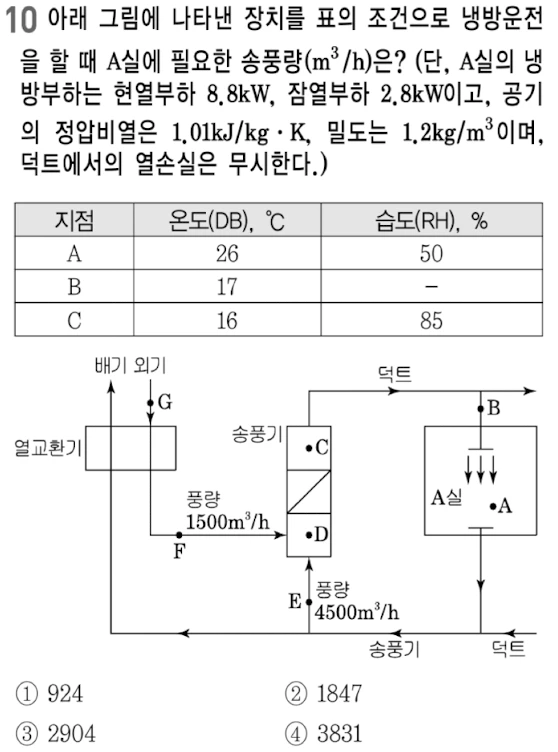 10 아래 그림에 나타낸 장치를 표의 조건으로 냉방운전
을 할 때 A실에 필요한 송풍량(m³/h)은? (단, A실의 냉
방부하는 현열부하 8.8kW, 잠열부하 2.8kW이고, 공기
의 정압비열은 1.01kJ/kg · K, 밀도는 1.2kg/m³이며,
덕트에서의 열손실은 무시한다.)
지점 온도(DB), ℃ 습도(RH), %
A 26 50
B 17 −
C 16 85
배기 외기
덕트
G
B
열교환기
송풍기
C
A실
A
풍량
1500m³/h
F
D
E
풍량
4500m³/h
송풍기
덕트
① 924
② 1847
③ 2904
④ 3831